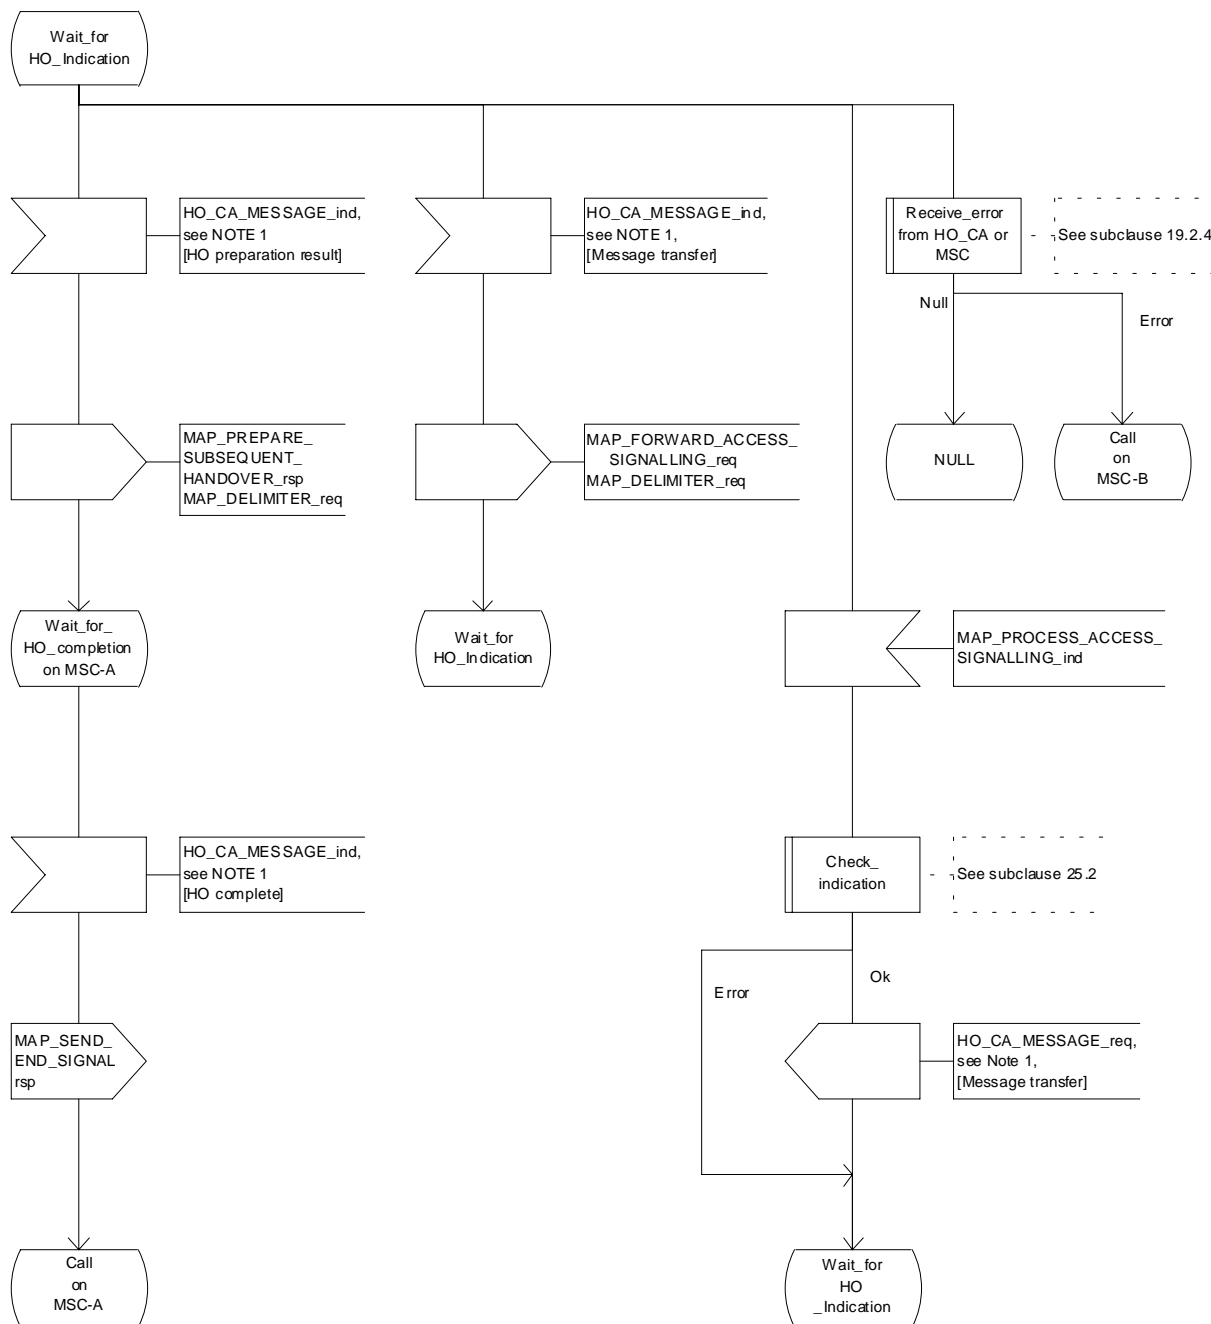 Wait_for
HO_Indication
HO_CA_MESSAGE_ind,
see NOTE 1
[HO preparation result]
HO_CA_MESSAGE_ind,
see NOTE 1,
[Message transfer]
Receive_error
from HO_CA or
MSC
See subclause 19.2.4
Null
Error
MAP_PREPARE_
SUBSEQUENT_
HANDOVER_rsp
MAP_DELIMITER_req
MAP_FORWARD_ACCESS_
SIGNALLING_req
MAP_DELIMITER_req
NULL
Call
on
MSC-B
Wait_for_
HO_completion
on MSC-A
Wait_for
HO_Indication
MAP_PROCESS_ACCESS_
SIGNALLING_ind
HO_CA_MESSAGE_ind,
see NOTE 1
[HO complete]
Check_
indication
See subclause 25.2
Error
Ok
MAP_SEND_
END_SIGNAL
rsp
HO_CA_MESSAGE_req,
see Note 1,
[Message transfer]
Call
on
MSC-A
Wait_for
HO
_Indication